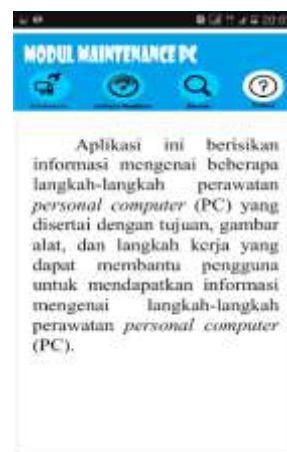 MODUL MAINTENANCE PC
Aplikasi ini berisikan
informasi mengenai beberapa
langkah-langkah perawatan
personal computer (PC) yang
disertai dengan tujuan, gambar
alat, dan langkah kerja yang
dapat membantu pengguna
untuk mendapatkan informasi
mengenai langkah-langkah
perawatan personal computer
(PC).